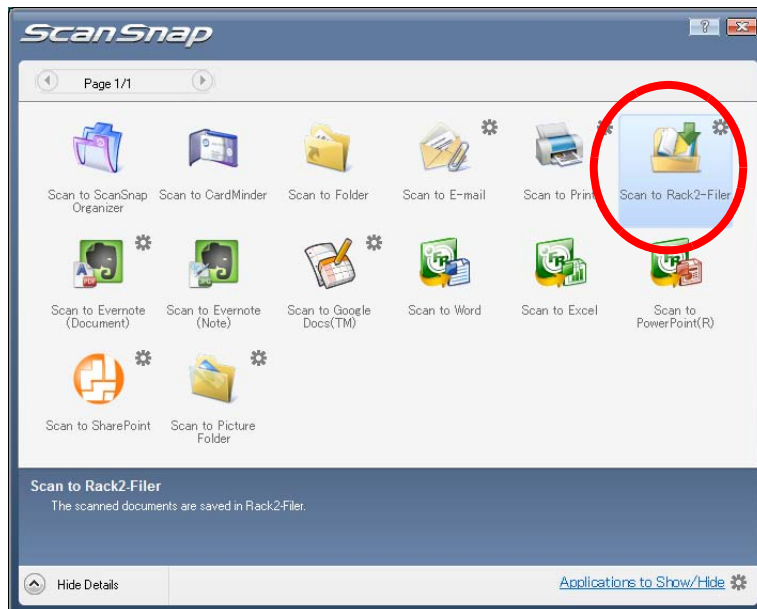 ScanSnap
?
Page 1/1
Scan to ScanSnap
Organizer
Scan to CardMinder
Scan to Folder
Scan to E-mail
Scan to Print
Scan to Rack2-Filer
Scan to Evernote
(Document)
Scan to Evernote
(Note)
Scan to Google
Docs(TM)
Scan to Word
Scan to Excel
Scan to
PowerPoint(R)
Scan to SharePoint
Scan to Picture
Folder
Scan to Rack2-Filer
The scanned documents are saved in Rack2-Filer.
Hide Details
Applications to Show/Hide